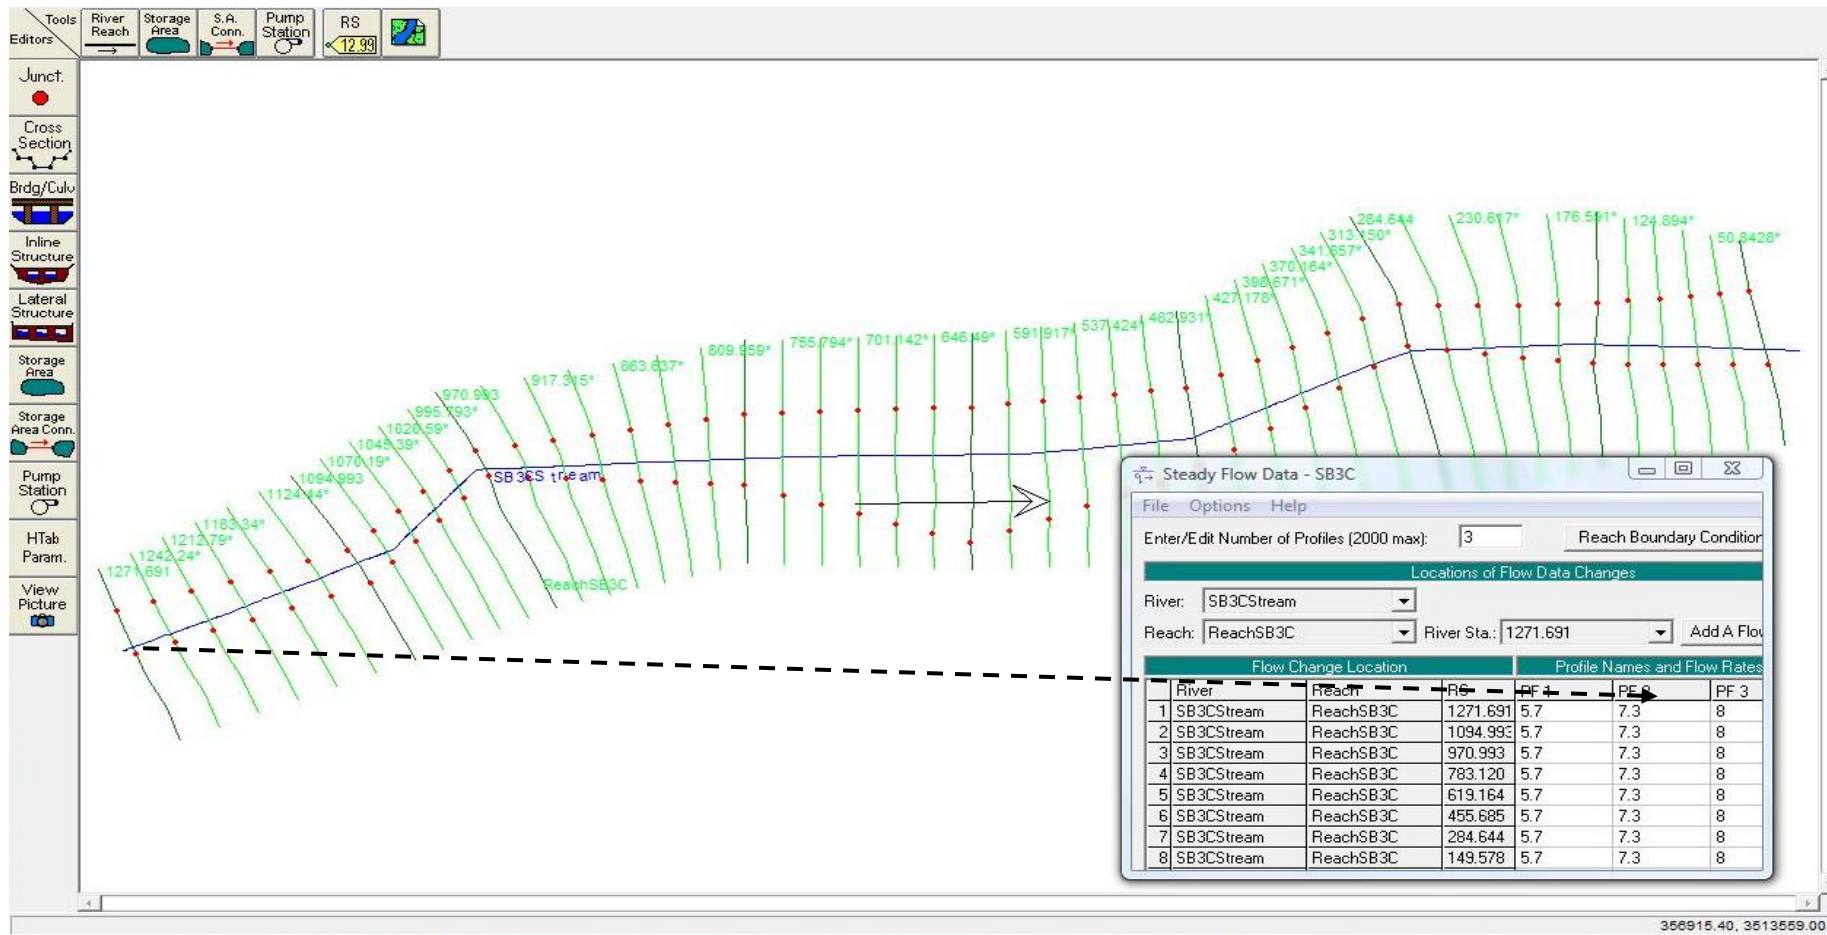 Tools
Editors
River Reach
Storage Area
S.A. Conn.
Pump Station
RS
12.99
Junct.
Cross Section
Brdg/Culv
Inline Structure
Lateral Structure
Storage Area
Storage Area Conn.
Pump Station
HTab Param.
View Picture
1271.691
1242.24*
1212.79*
1183.34*
1124.44*
1094.993
1070.19*
1045.39*
1020.59*
995.793*
970.993
917.315*
863.637*
809.959*
755.794*
701.142*
646.49*
591.917*
537.424*
482.931*
427.178*
398.671*
370.164*
341.657*
313.150*
284.644
230.617*
176.591*
124.894*
50.8428*
SB3CStream
ReachSB3C
Steady Flow Data - SB3C
File Options Help
Enter/Edit Number of Profiles (2000 max): 3 Reach Boundary Condition
Locations of Flow Data Changes
River: SB3CStream
Reach: ReachSB3C River Sta.: 1271.691 Add A Flow
Flow Change Location Profile Names and Flow Rates
River Reach RS PF 1 PF 2 PF 3
1 SB3CStream ReachSB3C 1271.691 5.7 7.3 8
2 SB3CStream ReachSB3C 1094.993 5.7 7.3 8
3 SB3CStream ReachSB3C 970.993 5.7 7.3 8
4 SB3CStream ReachSB3C 783.120 5.7 7.3 8
5 SB3CStream ReachSB3C 619.164 5.7 7.3 8
6 SB3CStream ReachSB3C 455.685 5.7 7.3 8
7 SB3CStream ReachSB3C 284.644 5.7 7.3 8
8 SB3CStream ReachSB3C 149.578 5.7 7.3 8
356915.40, 3513559.00